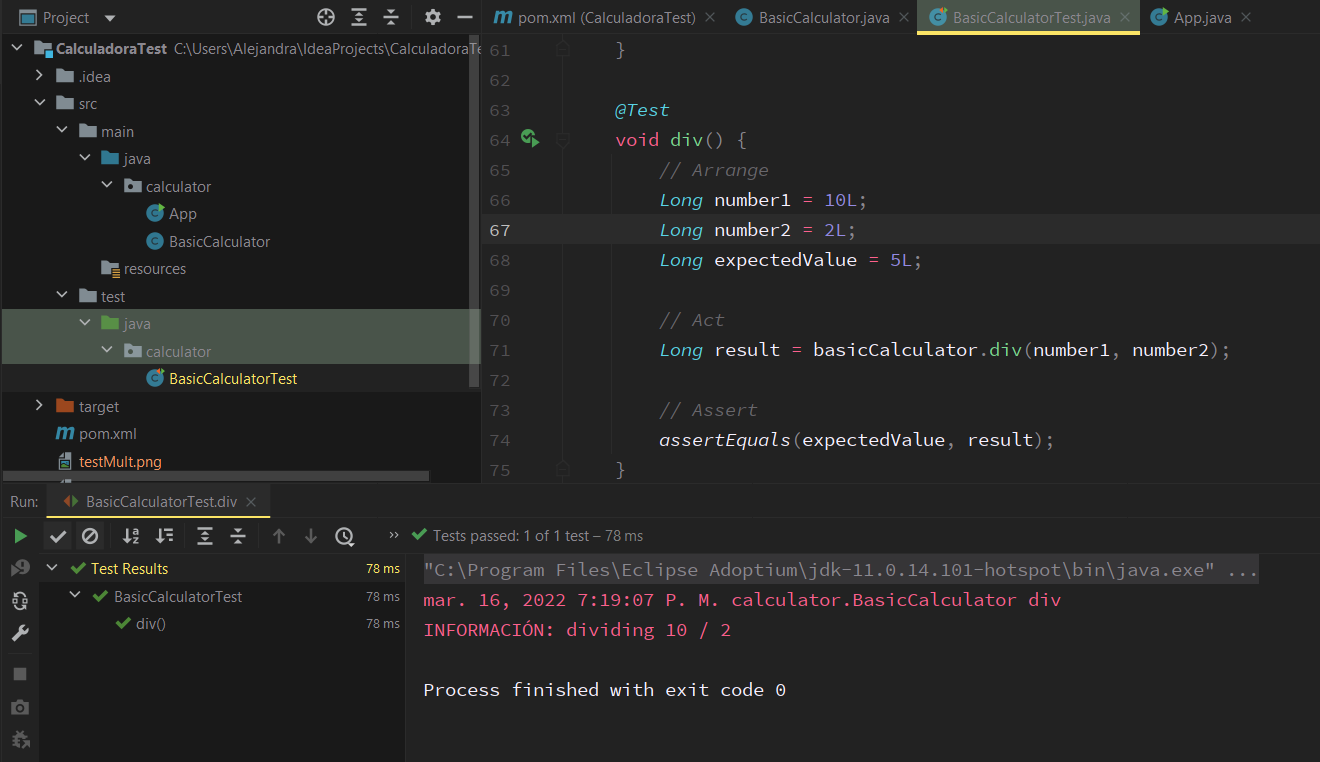 Project
pom.xml (CalculadoraTest)
BasicCalculator.java
BasicCalculatorTest.java
App.java
CalculadoraTest C:\Users\Alejandra\IdeaProjects\CalculadoraTe
.idea
src
main
java
calculator
App
BasicCalculator
resources
test
java
calculator
BasicCalculatorTest
target
pom.xml
testMult.png
61 }
62
63 @Test
64 void div() {
65 // Arrange
66 Long number1 = 10L;
67 Long number2 = 2L;
68 Long expectedValue = 5L;
69
70 // Act
71 Long result = basicCalculator.div(number1, number2);
72
73 // Assert
74 assertEquals(expectedValue, result);
75 }
Run: BasicCalculatorTest.div
Tests passed: 1 of 1 test – 78 ms
Test Results 78 ms
BasicCalculatorTest 78 ms
div() 78 ms
"C:\Program Files\Eclipse Adoptium\jdk-11.0.14.101-hotspot\bin\java.exe" ...
mar. 16, 2022 7:19:07 P. M. calculator.BasicCalculator div
INFORMACIÓN: dividing 10 / 2
Process finished with exit code 0